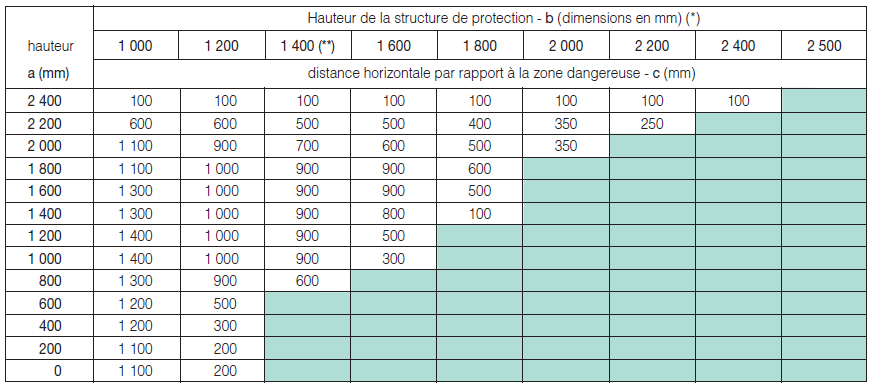 Hauteur de la structure de protection - b (dimensions en mm) (*)
hauteur 1 000 1 200 1 400 (**) 1 600 1 800 2 000 2 200 2 400 2 500
a (mm) distance horizontale par rapport à la zone dangereuse - c (mm)
2 400 100 100 100 100 100 100 100 100
2 200 600 600 500 500 400 350 250
2 000 1 100 900 700 600 500 350
1 800 1 100 1 000 900 900 600
1 600 1 300 1 000 900 900 500
1 400 1 300 1 000 900 800 100
1 200 1 400 1 000 900 500
1 000 1 400 1 000 900 300
800 1 300 900 600
600 1 200 500
400 1 200 300
200 1 100 200
0 1 100 200